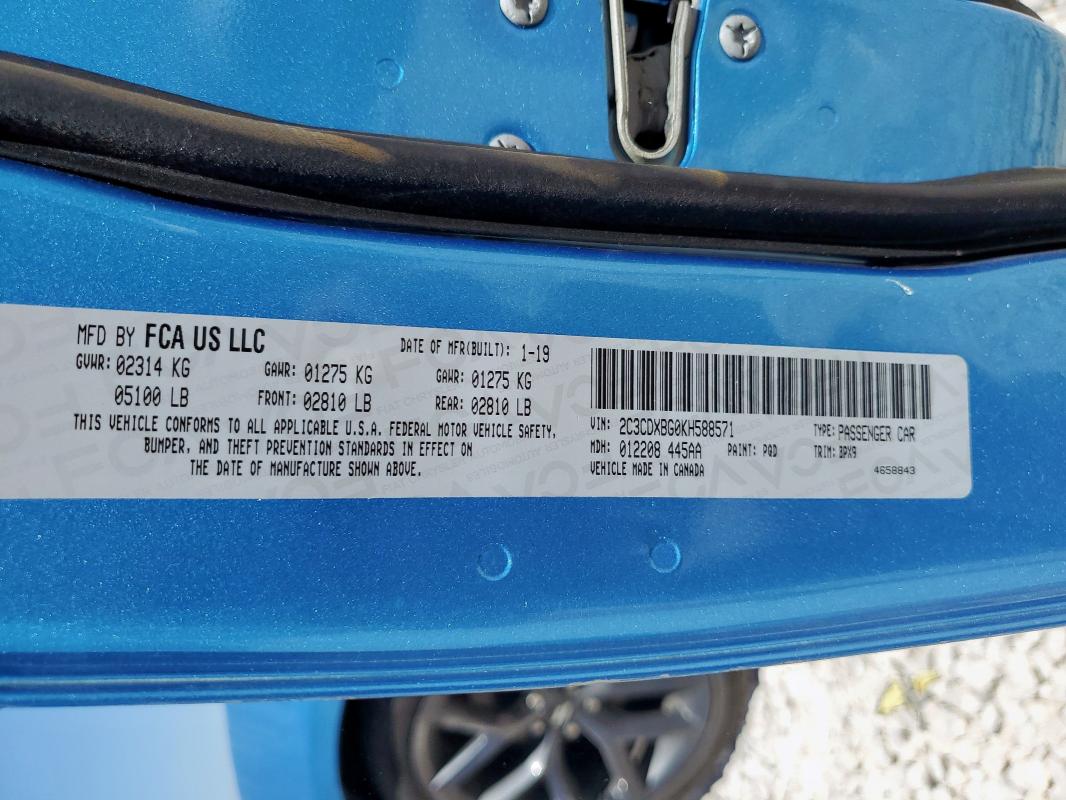 MFD BY FCA US LLC
DATE OF MFR(BUILT): 1-19
GVWR: 02314 KG GAWR: 01275 KG GAWR: 01275 KG
05100 LB FRONT: 02810 LB REAR: 02810 LB
THIS VEHICLE CONFORMS TO ALL APPLICABLE U.S.A. FEDERAL MOTOR VEHICLE SAFETY,
BUMPER, AND THEFT PREVENTION STANDARDS IN EFFECT ON
THE DATE OF MANUFACTURE SHOWN ABOVE.
VIN: 2C3CDXBG0KH588571 TYPE: PASSENGER CAR
MDH: 012208 445AA PAINT: PQD TRIM: BPX9
VEHICLE MADE IN CANADA 4658843